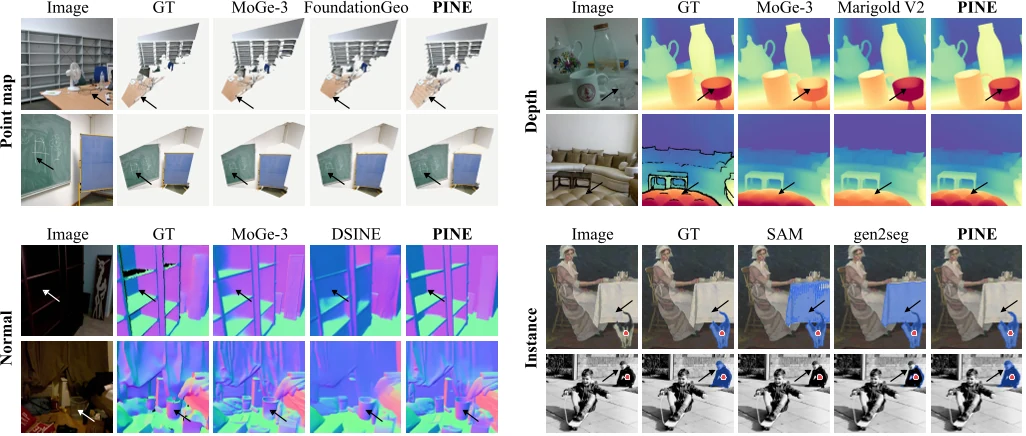 Image GT MoGe-3 FoundationGeo PINE
Point map
Image GT MoGe-3 Marigold V2 PINE
Depth
Image GT MoGe-3 DSINE PINE
Normal
Image GT SAM gen2seg PINE
Instance